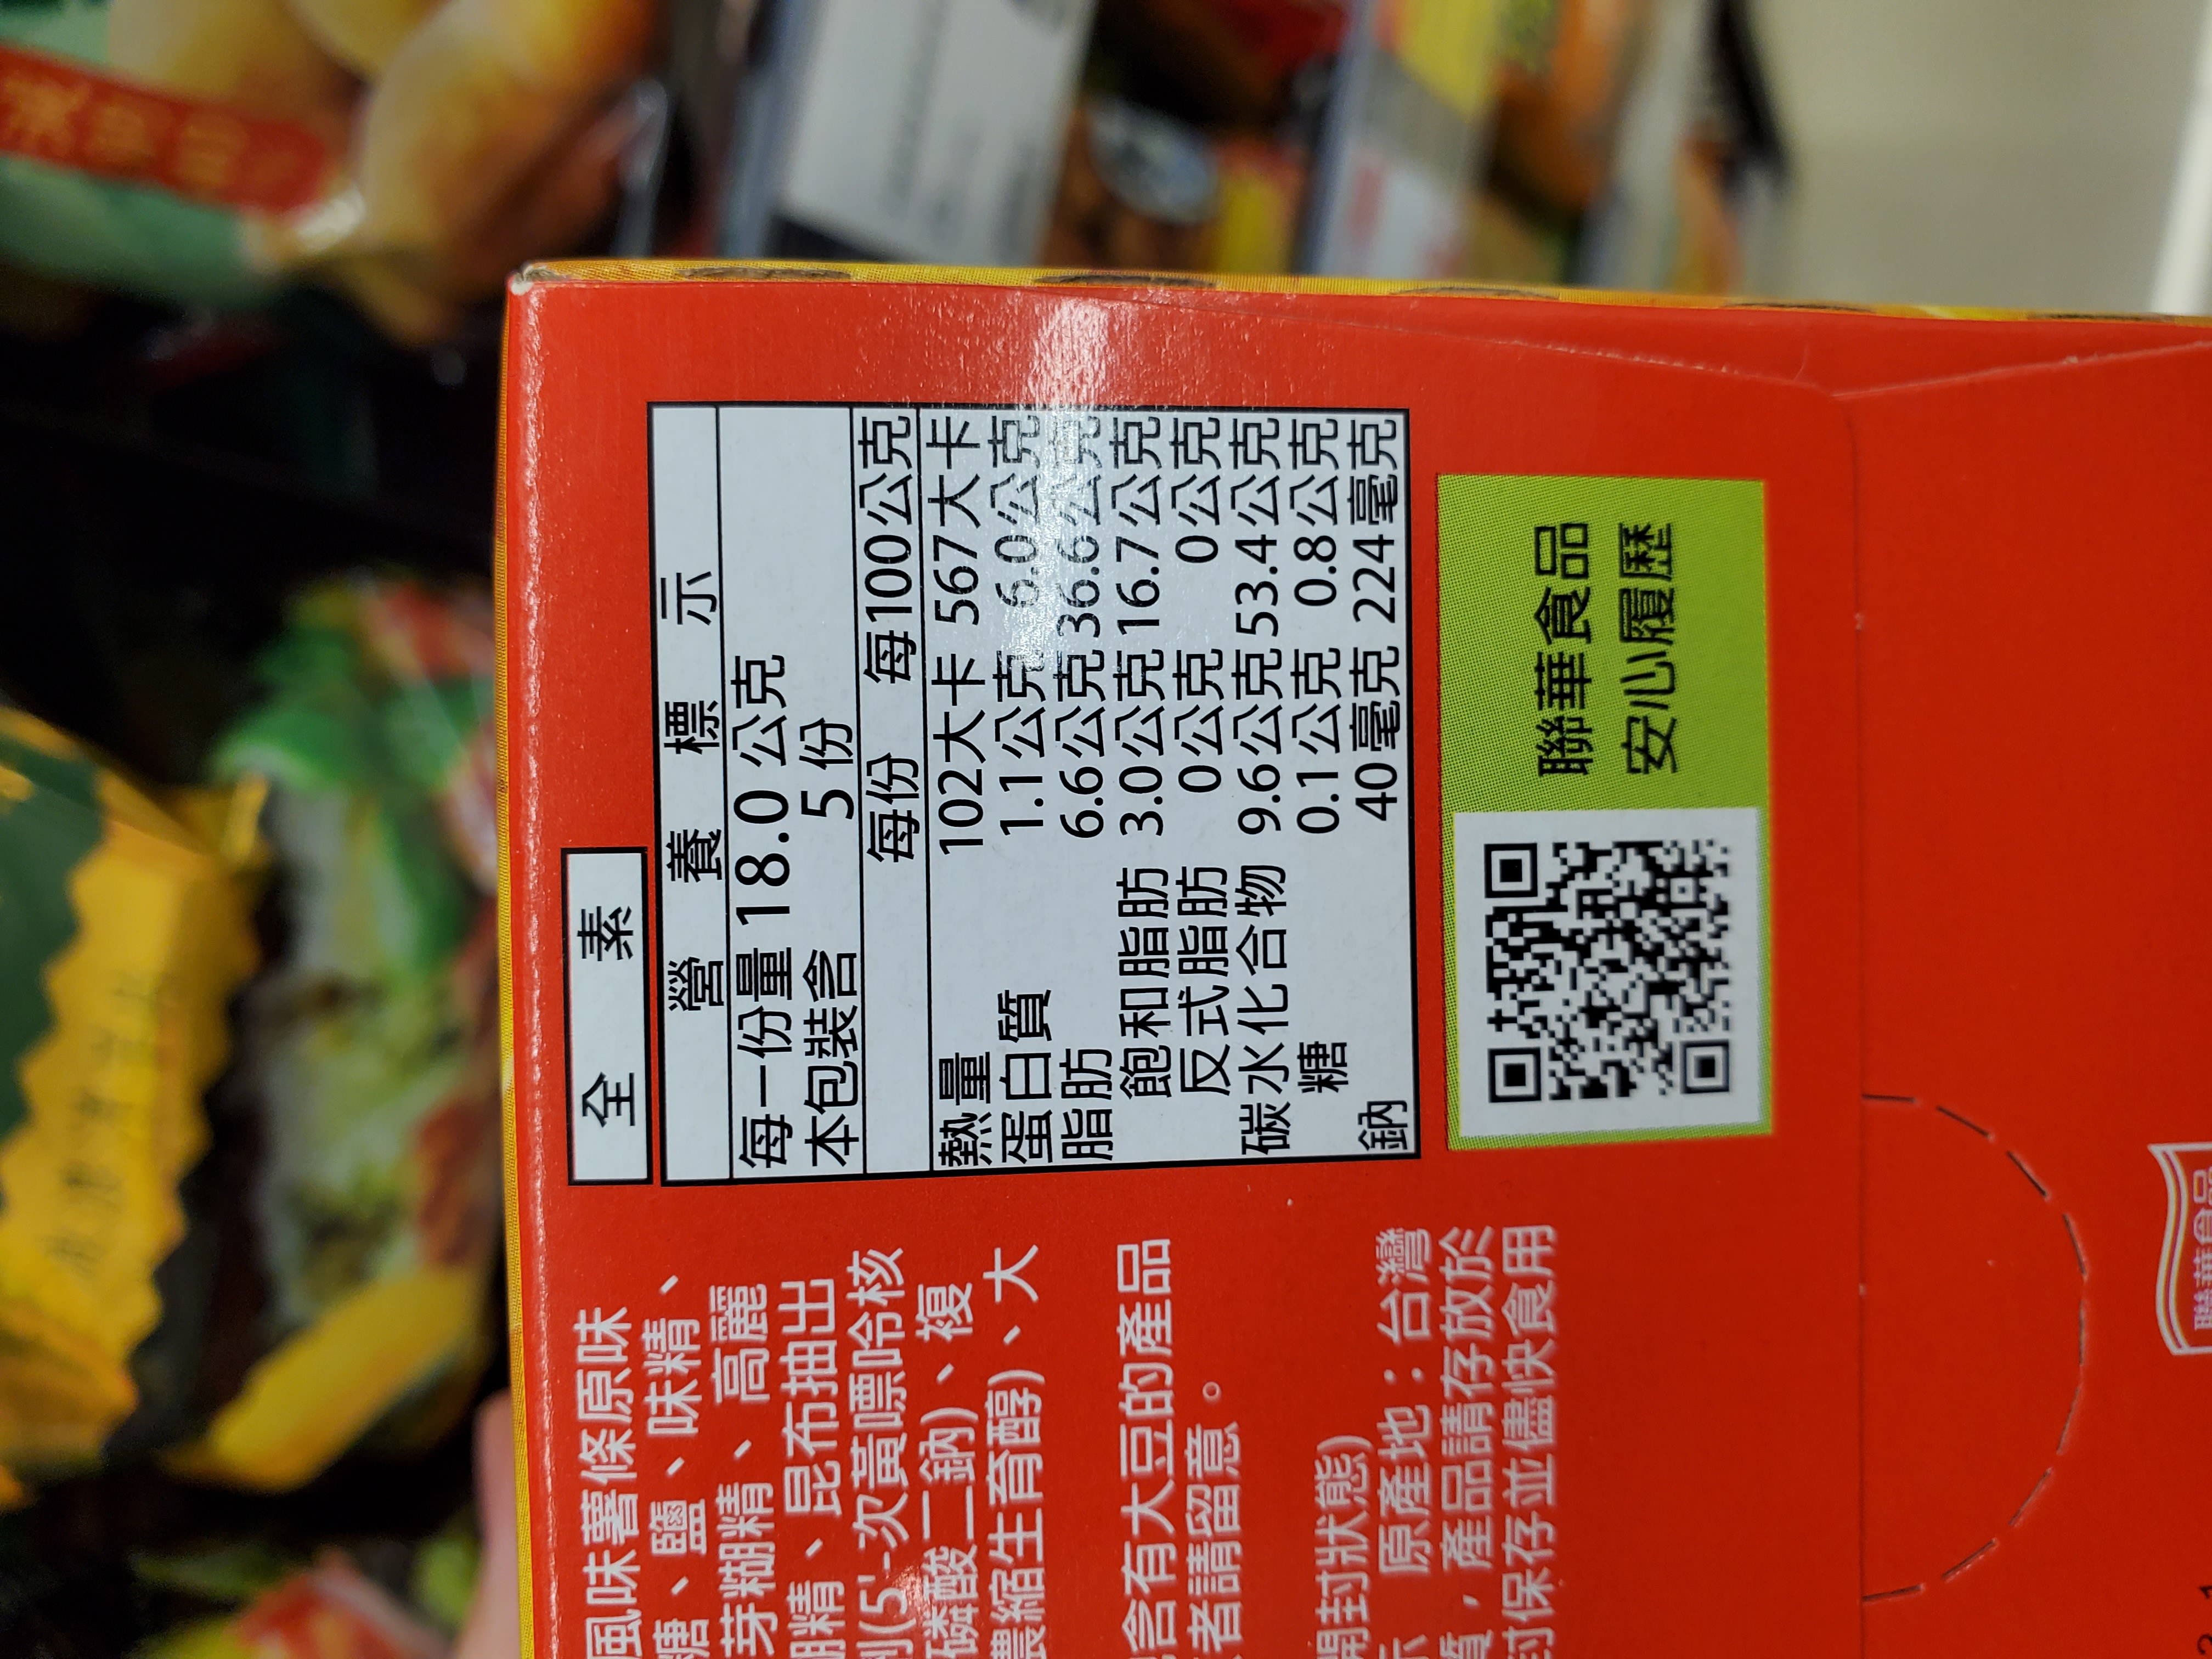 風味薯條原味
糖、鹽、味精、
芽糊精、高麗
糊精、昆布抽出
劑(5'-次黃嘌呤核
磷酸二鈉)、複
濃縮生育醇)、大
含有大豆的產品
者請留意。
開封狀態)
示 原產地：台灣
質，產品請存放於
封保存並儘快食用
全素
營養標示
每一份量 18.0 公克
本包裝含 5 份
每份 每100公克
熱量 102大卡 567大卡
蛋白質 1.1公克 6.0公克
脂肪 6.6公克 36.6公克
飽和脂肪 3.0公克 16.7公克
反式脂肪 0公克 0公克
碳水化合物 9.6公克 53.4公克
糖 0.1公克 0.8公克
鈉 40毫克 224毫克
聯華食品
安心履歷
聯華食品